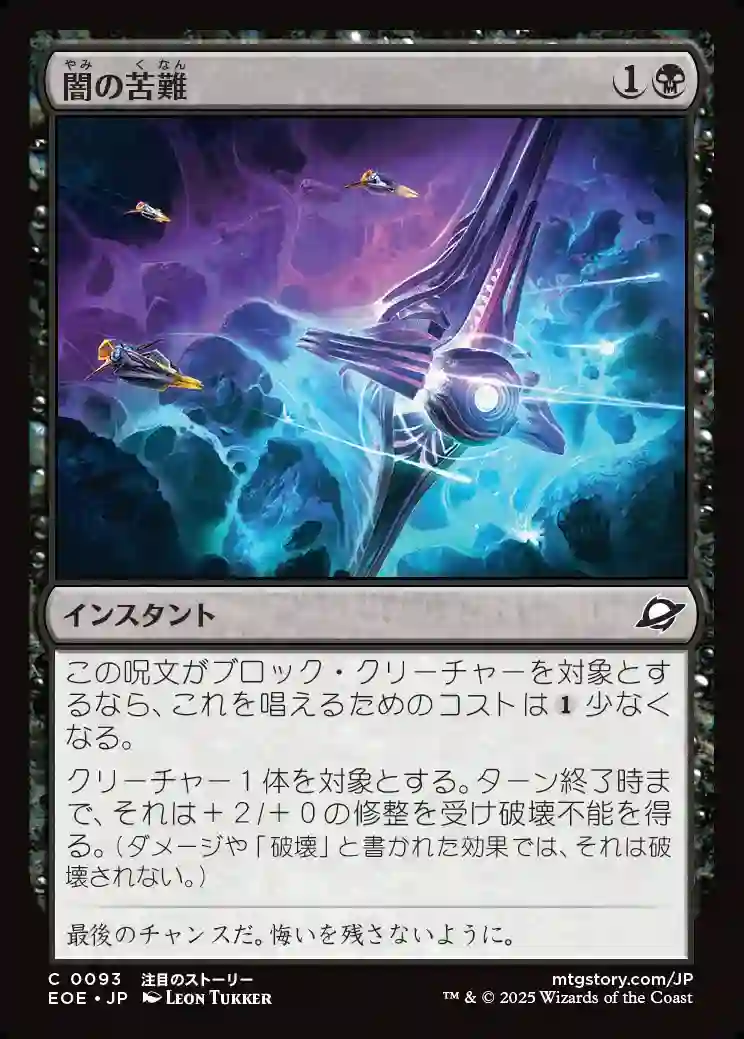 やみ くなん
闇の苦難 1
インスタント
この呪文がブロック・クリーチャーを対象とす
るなら、これを唱えるためのコストは 1 少なく
なる。
クリーチャー1体を対象とする。ターン終了時ま
で、それは+2/+0の修整を受け破壊不能を得
る。(ダメージや「破壊」と書かれた効果では、それは破
壊されない。)
最後のチャンスだ。悔いを残さないように。
C 0093 注目のストーリー
mtgstory.com/JP
EOE • JP Leon Tukker
™ & © 2025 Wizards of the Coast